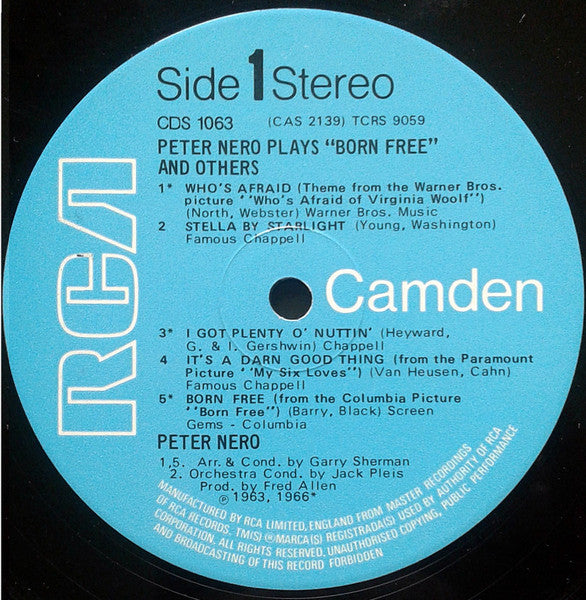 Side 1 Stereo
CDS 1063 (CAS 2139) TCRS 9059
PETER NERO PLAYS "BORN FREE"
AND OTHERS
1* WHO'S AFRAID (Theme from the Warner Bros.
picture ''Who's Afraid of Virginia Woolf'')
(North, Webster) Warner Bros. Music
2 STELLA BY STARLIGHT (Young, Washington)
Famous Chappell
RCA
Camden
3* I GOT PLENTY O' NUTTIN' (Heyward,
G. & I. Gershwin) Chappell
4 IT'S A DARN GOOD THING (from the Paramount
Picture ''My Six Loves'') (Van Heusen, Cahn)
Famous Chappell
5* BORN FREE (from the Columbia Picture
''Born Free'') (Barry, Black) Screen
Gems - Columbia
PETER NERO
1,5. Arr. & Cond. by Garry Sherman
2. Orchestra Cond. by Jack Pleis
Prod. by Fred Allen
℗ 1963, 1966*
MANUFACTURED BY RCA LIMITED, ENGLAND FROM MASTER RECORDINGS
OF RCA RECORDS. TM(S) ® MARCA(S) REGISTRADA(S) USED BY AUTHORITY OF RCA
CORPORATION. ALL RIGHTS RESERVED. UNAUTHORISED COPYING, PUBLIC PERFORMANCE
AND BROADCASTING OF THIS RECORD FORBIDDEN